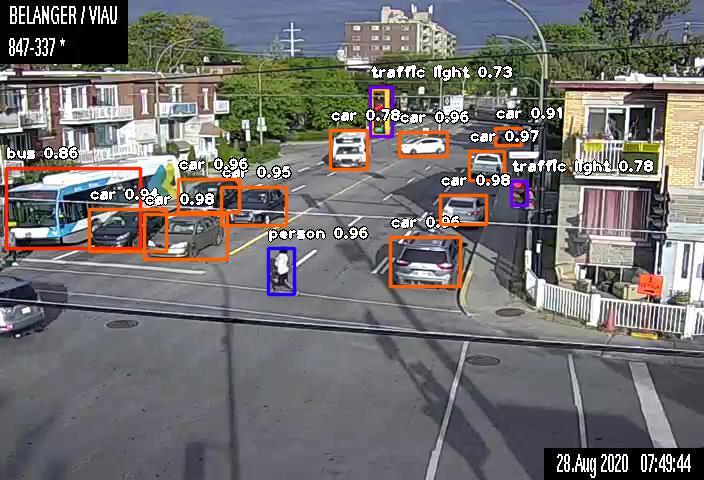 BELANGER / VIAU
847-337 *
traffic light 0.73
car 0.78
car 0.96
car 0.91
car 0.97
bus 0.86
car 0.96
car 0.95
traffic light 0.78
car 0.94
car 0.98
car 0.98
person 0.96
car 0.96
28.Aug 2020 07:49:44